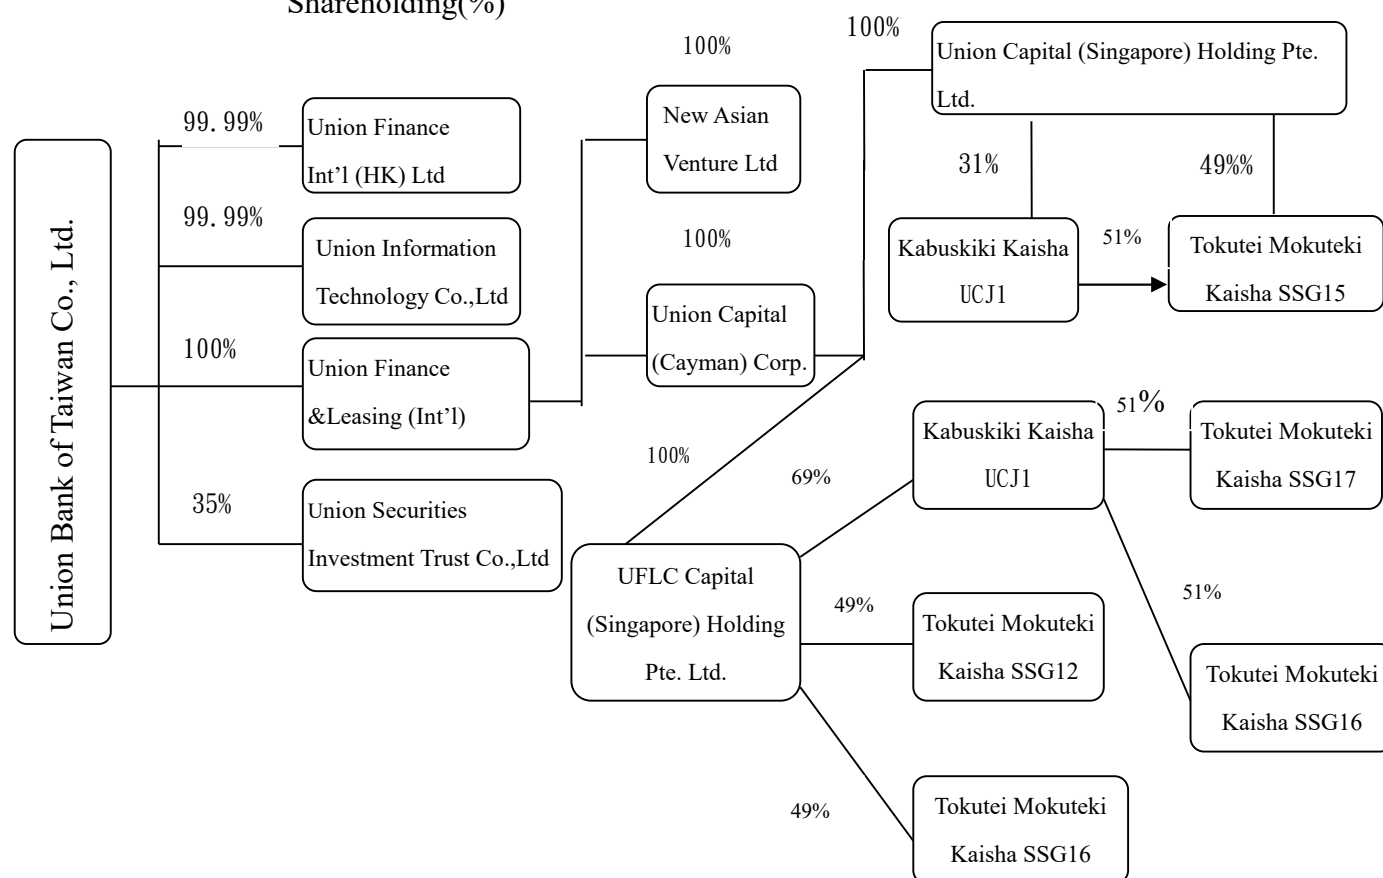 Shareholding(%)
100%
100%
Union Capital (Singapore) Holding Pte.
Ltd.
99.99%
Union Finance
Int’l (HK) Ltd
New Asian
Venture Ltd
31%
49%%
99.99%
Union Information
Technology Co.,Ltd
100%
Kabuskiki Kaisha
UCJ1
51%
Tokutei Mokuteki
Kaisha SSG15
Union Bank of Taiwan Co., Ltd.
100%
Union Finance
&Leasing (Int’l)
Union Capital
(Cayman) Corp.
35%
Union Securities
Investment Trust Co.,Ltd
100%
69%
Kabuskiki Kaisha
UCJ1
51%
Tokutei Mokuteki
Kaisha SSG17
UFLC Capital
(Singapore) Holding
Pte. Ltd.
49%
Tokutei Mokuteki
Kaisha SSG12
51%
Tokutei Mokuteki
Kaisha SSG16
49%
Tokutei Mokuteki
Kaisha SSG16